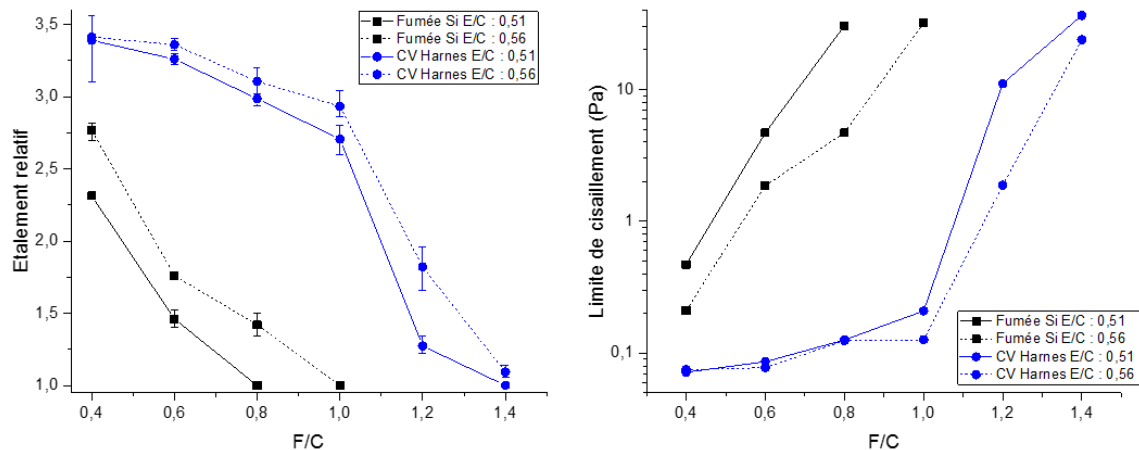 Fumée Si E/C : 0,51
Fumée Si E/C : 0,56
CV Harnes E/C : 0,51
CV Harnes E/C : 0,56
Etalement relatif
3,5
3,0
2,5
2,0
1,5
1,0
0,4 0,6 0,8 1,0 1,2 1,4
F/C
Limite de cisaillement (Pa)
10
1
0,1
Fumée Si E/C : 0,51
Fumée Si E/C : 0,56
CV Harnes E/C : 0,51
CV Harnes E/C : 0,56
0,4 0,6 0,8 1,0 1,2 1,4
F/C